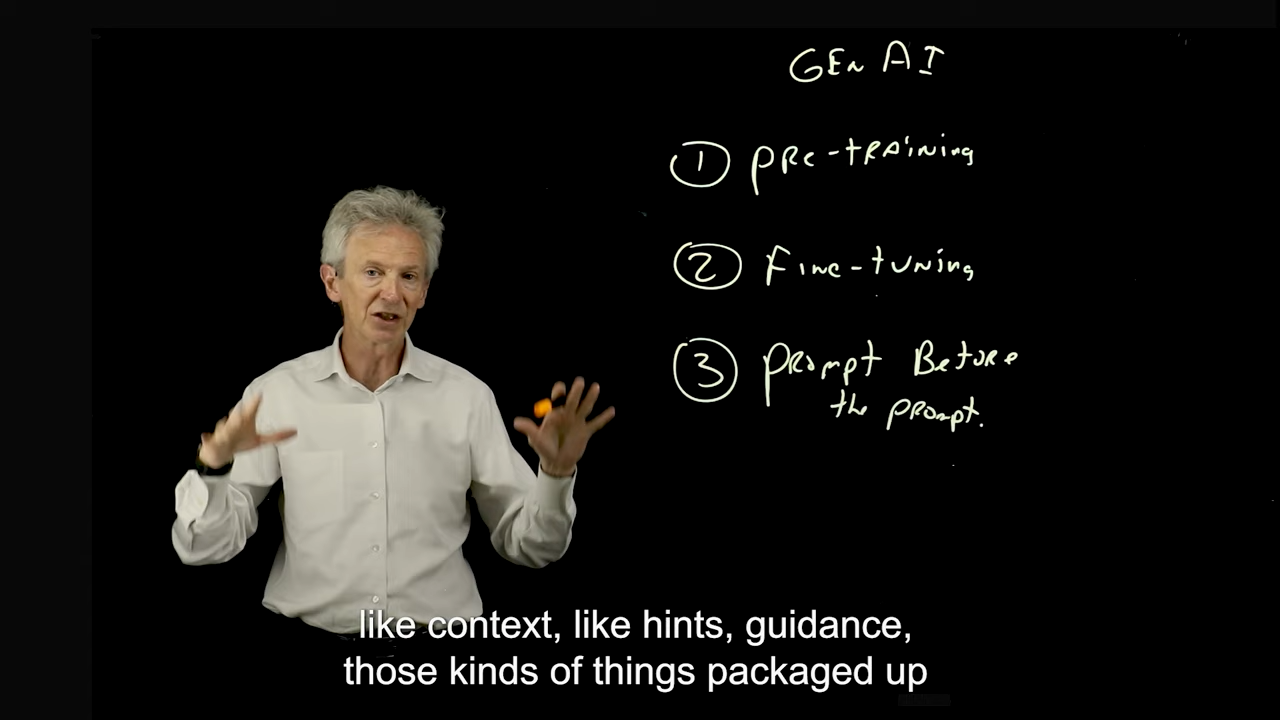 GEN AI
1 PRE-TRAINING
2 FINE-TUNING
3 PROMPT BEFORE
the PROMPT.
like context, like hints, guidance,
those kinds of things packaged up